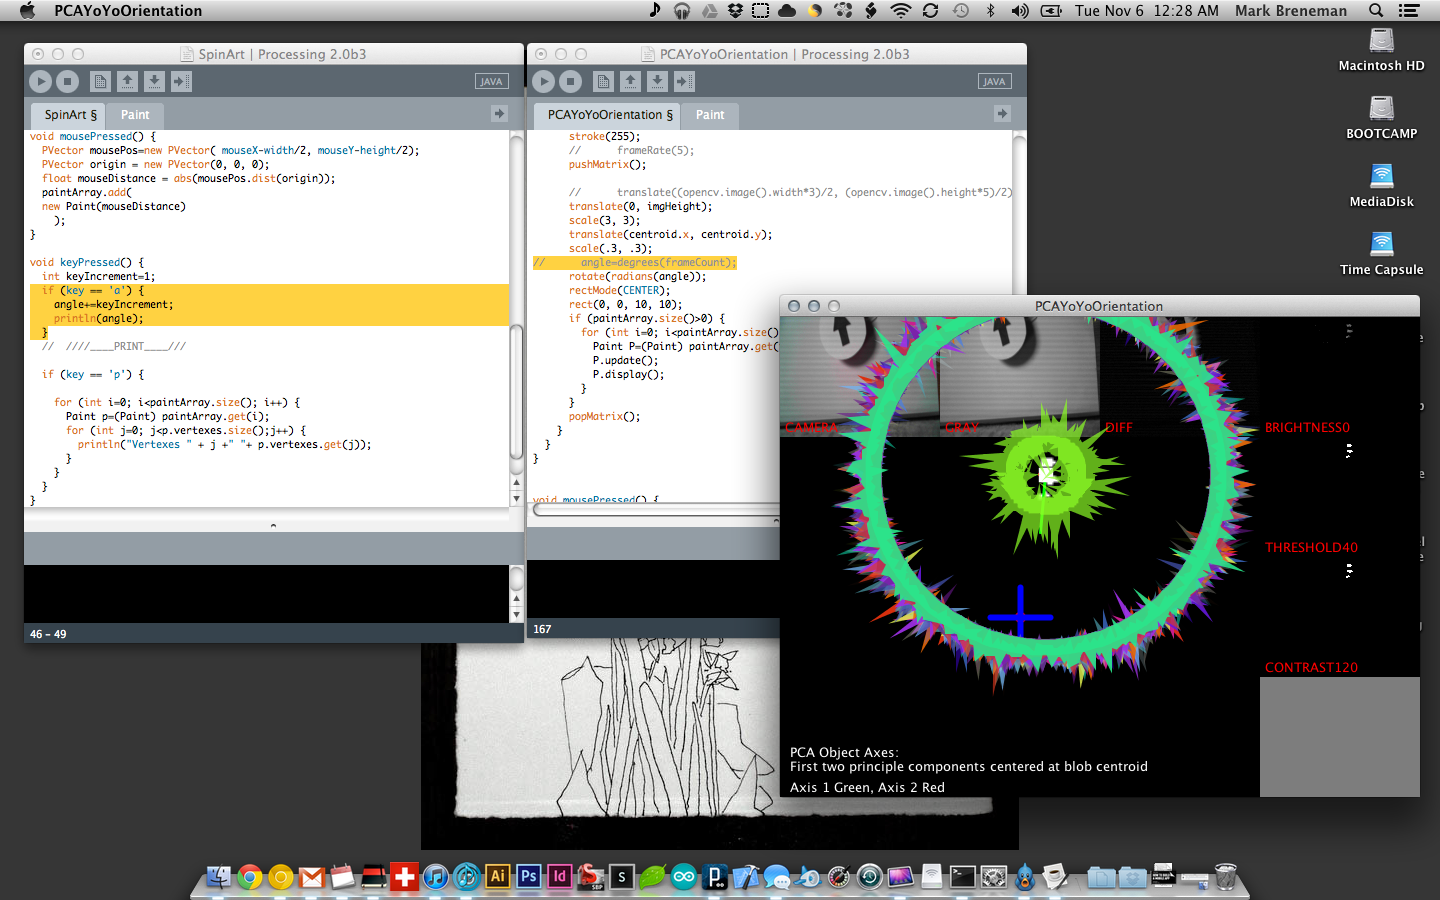 PCAYoYoOrientation
Tue Nov 6 12:28 AM Mark Breneman
Macintosh HD
BOOTCAMP
MediaDisk
Time Capsule
SpinArt | Processing 2.0b3
JAVA
SpinArt §
Paint
void mousePressed() {
PVector mousePos=new PVector( mouseX-width/2, mouseY-height/2);
PVector origin = new PVector(0, 0, 0);
float mouseDistance = abs(mousePos.dist(origin));
paintArray.add(
new Paint(mouseDistance)
);
}
void keyPressed() {
int keyIncrement=1;
if (key == 'a') {
angle+=keyIncrement;
println(angle);
}
// ////____PRINT____///
if (key == 'p') {
for (int i=0; i<paintArray.size(); i++) {
Paint p=(Paint) paintArray.get(i);
for (int j=0; j<p.vertexes.size();j++) {
println("Vertexes " + j +" "+ p.vertexes.get(j));
}
}
}
}
46 - 49
PCAYoYoOrientation | Processing 2.0b3
JAVA
PCAYoYoOrientation §
Paint
stroke(255);
// frameRate(5);
pushMatrix();
// translate((opencv.image().width*3)/2, (opencv.image().height*5)/2)
translate(0, imgHeight);
scale(3, 3);
translate(centroid.x, centroid.y);
scale(.3, .3);
// angle=degrees(frameCount);
rotate(radians(angle));
rectMode(CENTER);
rect(0, 0, 10, 10);
if (paintArray.size()>0) {
for (int i=0; i<paintArray.size()
Paint P=(Paint) paintArray.get(
P.update();
P.display();
}
}
popMatrix();
}
}
}
void mousePressed() {
167
PCAYoYoOrientation
CAMERA
GRAY
DIFF
BRIGHTNESS0
THRESHOLD40
CONTRAST120
PCA Object Axes:
First two principle components centered at blob centroid
Axis 1 Green, Axis 2 Red
Ai
Ps
Id
SBP
S